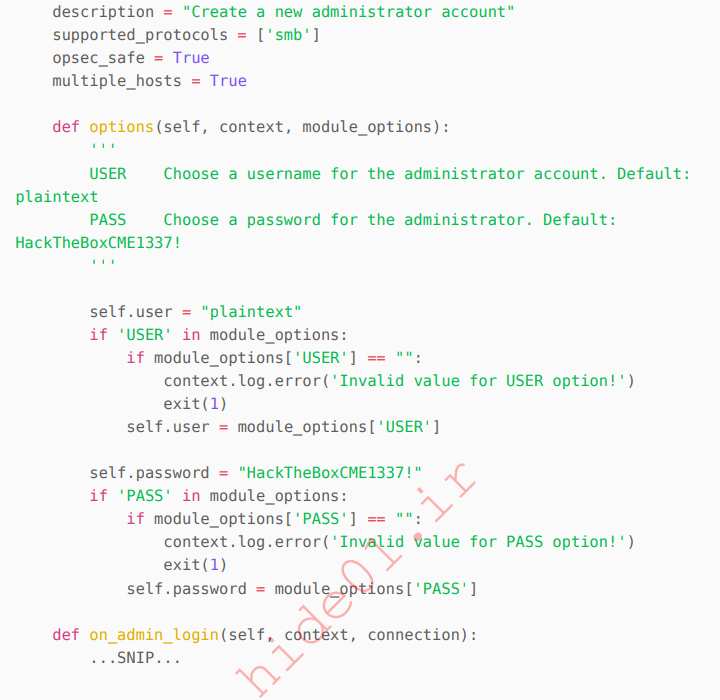 description = "Create a new administrator account"
    supported_protocols = ['smb']
    opsec_safe = True
    multiple_hosts = True

    def options(self, context, module_options):
        '''
        USER    Choose a username for the administrator account. Default:
plaintext
        PASS    Choose a password for the administrator. Default:
HackTheBoxCME1337!
        '''

        self.user = "plaintext"
        if 'USER' in module_options:
            if module_options['USER'] == "":
                context.log.error('Invalid value for USER option!')
                exit(1)
            self.user = module_options['USER']

        self.password = "HackTheBoxCME1337!"
        if 'PASS' in module_options:
            if module_options['PASS'] == "":
                context.log.error('Invalid value for PASS option!')
                exit(1)
            self.password = module_options['PASS']

    def on_admin_login(self, context, connection):
        ...SNIP...
hide01.ir